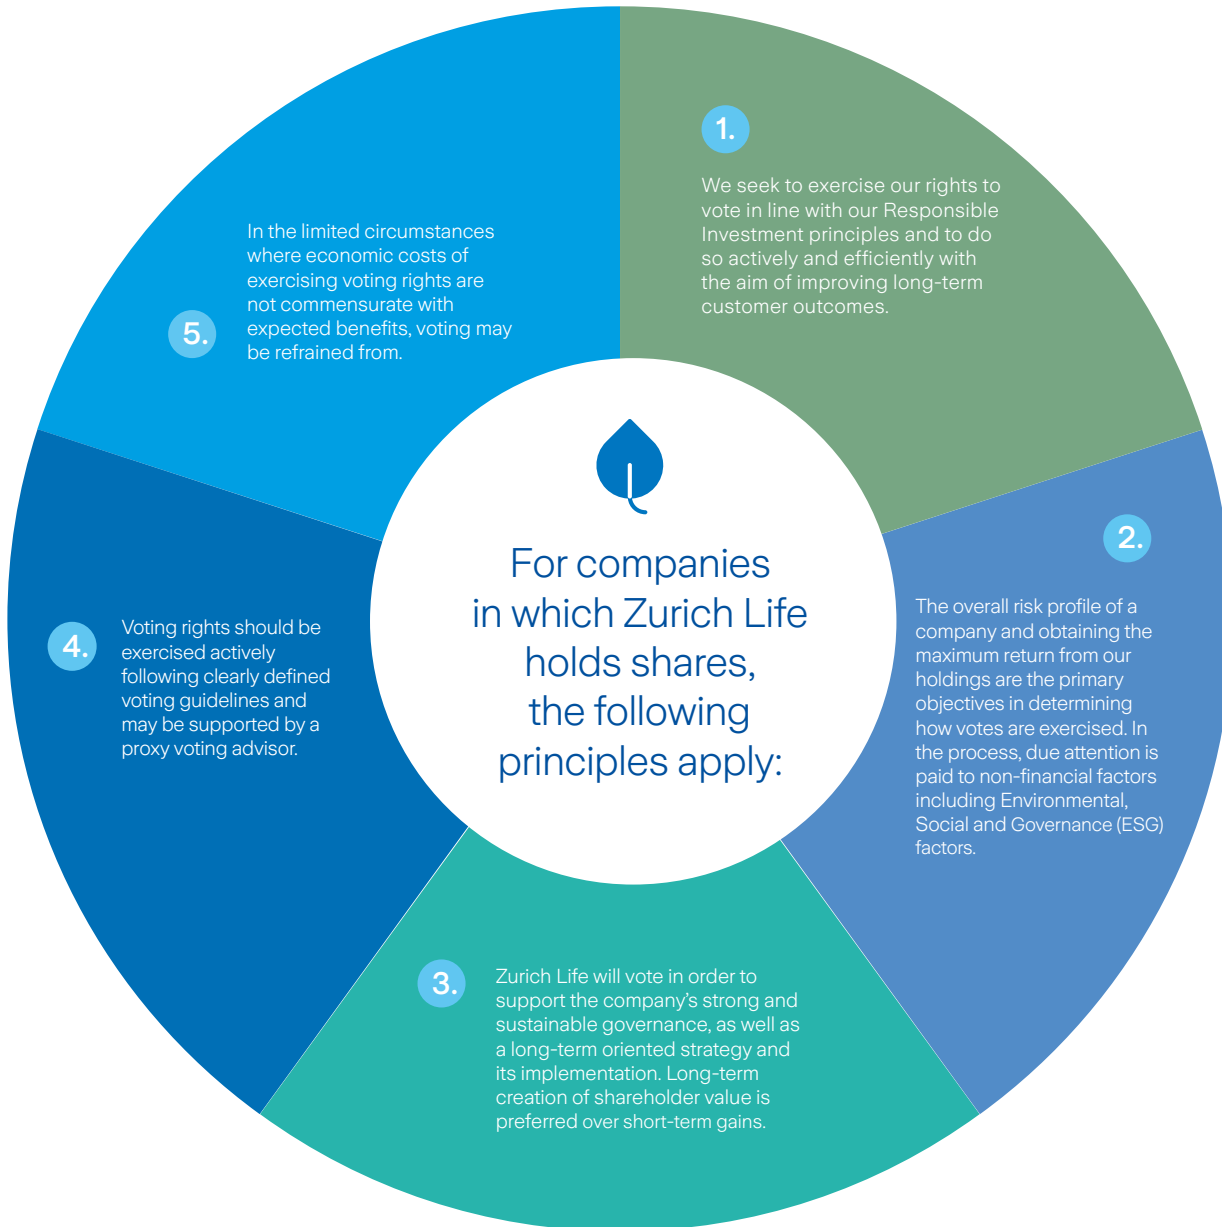 For companies
in which Zurich Life
holds shares,
the following
principles apply:
1.
We seek to exercise our rights to
vote in line with our Responsible
Investment principles and to do
so actively and efficiently with
the aim of improving long-term
customer outcomes.
2.
The overall risk profile of a
company and obtaining the
maximum return from our
holdings are the primary
objectives in determining
how votes are exercised. In
the process, due attention is
paid to non-financial factors
including Environmental,
Social and Governance (ESG)
factors.
3.
Zurich Life will vote in order to
support the company’s strong and
sustainable governance, as well as
a long-term oriented strategy and
its implementation. Long-term
creation of shareholder value is
preferred over short-term gains.
4.
Voting rights should be
exercised actively
following clearly defined
voting guidelines and
may be supported by a
proxy voting advisor.
5.
In the limited circumstances
where economic costs of
exercising voting rights are
not commensurate with
expected benefits, voting may
be refrained from.